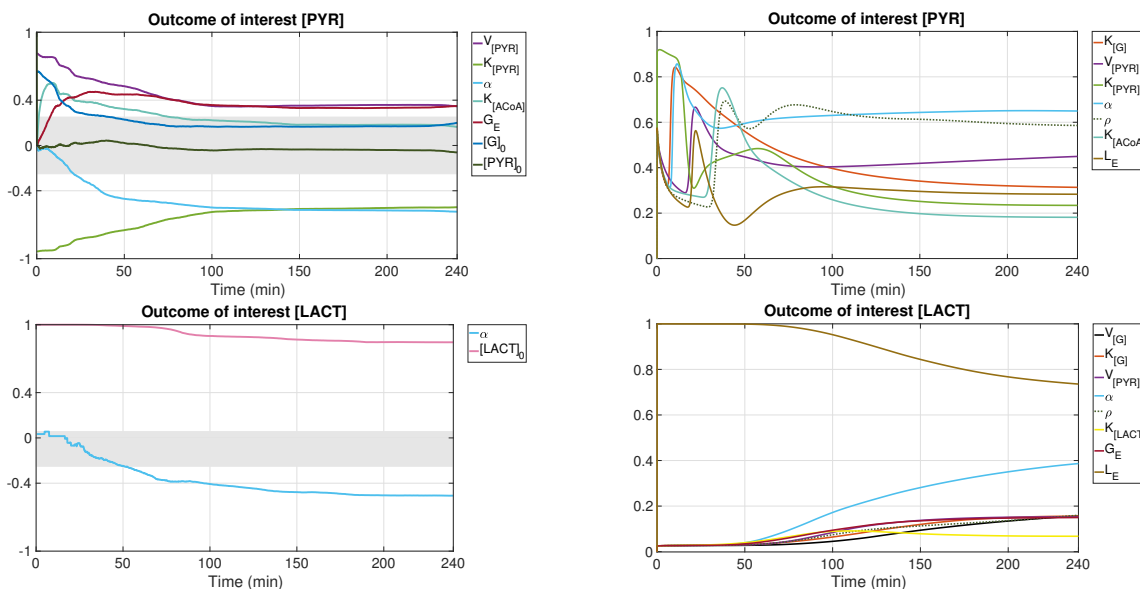 Outcome of interest [PYR]
1
0.4
0
-0.4
-1
0
50
100
150
200
240
Time (min)
V[PYR]
K[PYR]
α
K[ACoA]
GE
[G]0
[PYR]0
Outcome of interest [PYR]
1
0.8
0.6
0.4
0.2
0
0
50
100
150
200
240
Time (min)
K[G]
V[PYR]
K[PYR]
α
ρ
K[ACoA]
LE
Outcome of interest [LACT]
1
0.4
0
-0.4
-1
0
50
100
150
200
240
Time (min)
α
[LACT]0
Outcome of interest [LACT]
1
0.8
0.6
0.4
0.2
0
0
50
100
150
200
240
Time (min)
V[G]
K[G]
V[PYR]
α
ρ
K[LACT]
GE
LE